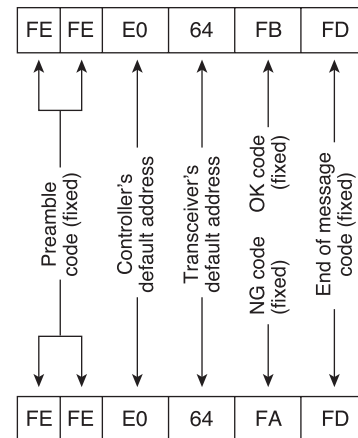 FE FE E0 64 FB FD
Preamble
code (fixed)
Controller's
default address
Transceiver's
default address
OK code
(fixed)
NG code
(fixed)
End of message
code (fixed)
FE FE E0 64 FA FD